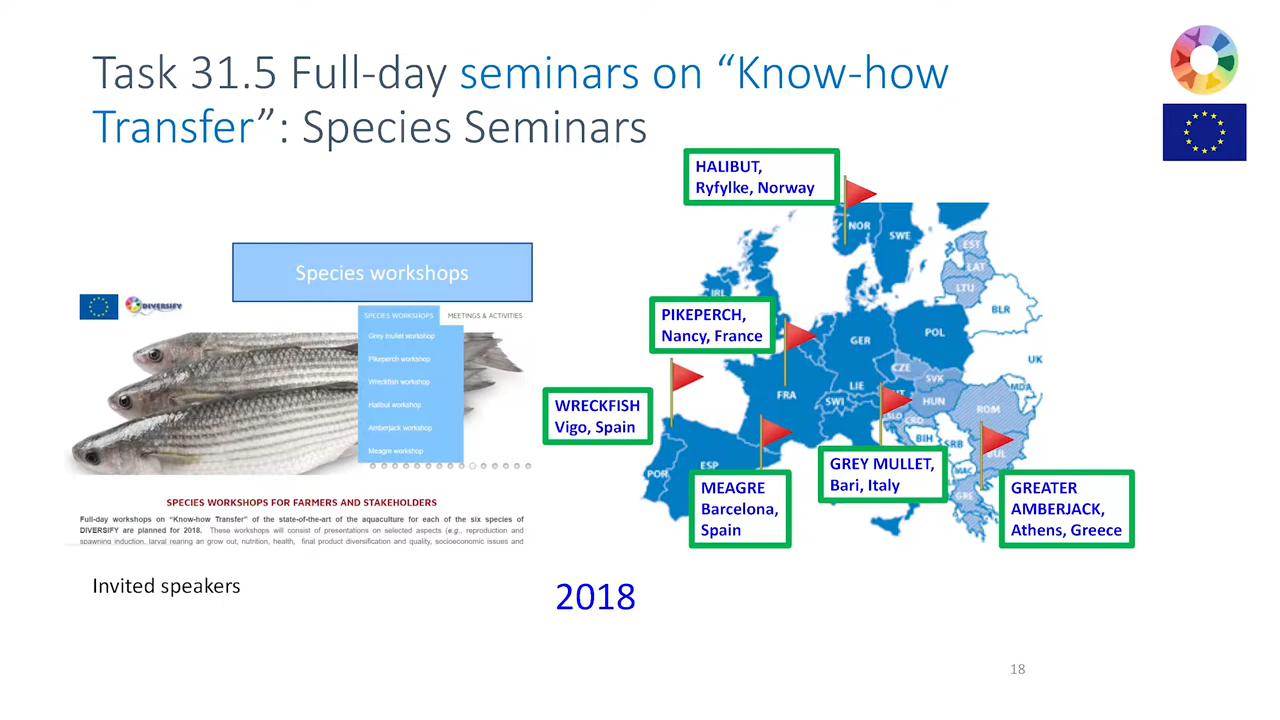 Task 31.5 Full-day seminars on “Know-how
Transfer”: Species Seminars
HALIBUT,
Ryfylke, Norway
Species workshops
DIVERSIFY
SPECIES WORKSHOPS
MEETINGS & ACTIVITIES
Grey mullet workshop
Pikeperch workshop
Wreckfish workshop
Halibut workshop
Amberjack workshop
Meagre workshop
SPECIES WORKSHOPS FOR FARMERS AND STAKEHOLDERS
Full-day workshops on “Know-how Transfer” of the state-of-the-art of the aquaculture for each of the six species of
DIVERSIFY are planned for 2018. These workshops will consist of presentations on selected aspects (e.g., reproduction and
spawning induction, larval rearing an grow out, nutrition, health, final product diversification and quality, socioeconomic issues and
NOR
SWE
EST
LAT
LTU
IRL
BLR
PIKEPERCH,
Nancy, France
GER
POL
UK
CZE
SVK
LIE
MDA
FRA
SWI
HUN
ROM
WRECKFISH
Vigo, Spain
SLO
CRO
BIH
SRB
BUL
POR
ESP
MAC
GRE
GREY MULLET,
Bari, Italy
MEAGRE
Barcelona,
Spain
GREATER
AMBERJACK,
Athens, Greece
Invited speakers
2018
18